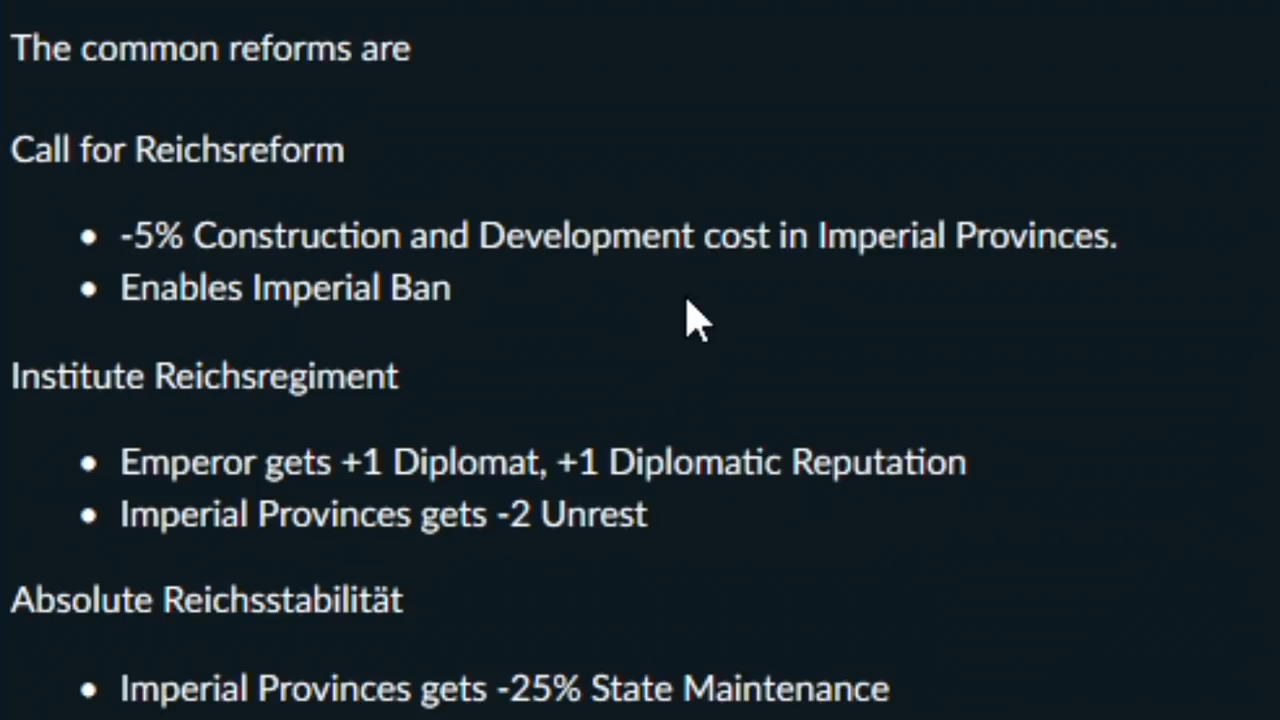 The common reforms are
Call for Reichsreform
• -5% Construction and Development cost in Imperial Provinces.
• Enables Imperial Ban
Institute Reichsregiment
• Emperor gets +1 Diplomat, +1 Diplomatic Reputation
• Imperial Provinces gets -2 Unrest
Absolute Reichsstabilität
• Imperial Provinces gets -25% State Maintenance